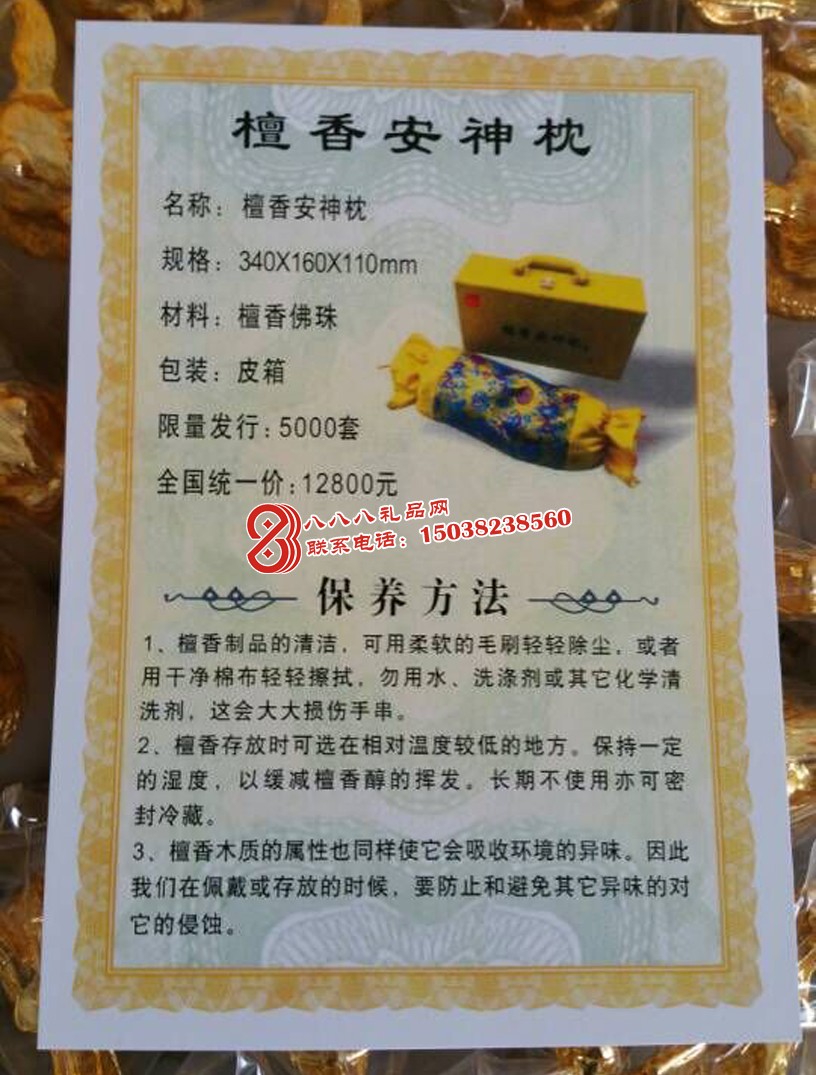 檀香安神枕
名称：檀香安神枕
规格：340X160X110mm
材料：檀香佛珠
包装：皮箱
限量发行：5000套
全国统一价：12800元
八八八礼品网
联系电话：15038238560
保养方法
1、檀香制品的清洁，可用柔软的毛刷轻轻除尘，或者
用干净棉布轻轻擦拭，勿用水、洗涤剂或其它化学清
洗剂，这会大大损伤手串。
2、檀香存放时可选在相对温度较低的地方。保持一定
的湿度，以缓减檀香醇的挥发。长期不使用亦可密
封冷藏。
3、檀香木质的属性也同样使它会吸收环境的异味。因此
我们在佩戴或存放的时候，要防止和避免其它异味的对
它的侵蚀。